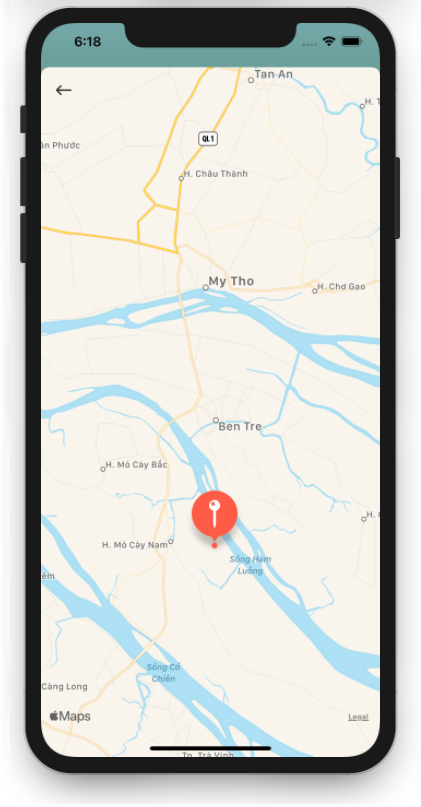 6:18
Tan An
H. T
ân Phước
QL1
H. Châu Thành
My Tho
H. Chợ Gạo
Ben Tre
H. Mỏ Cày Bắc
H.
H. Mỏ Cày Nam
Sông Hàm
Luông
ém
Sông Cổ
Chiên
Càng Long
Maps
Legal
Tp. Trà Vinh